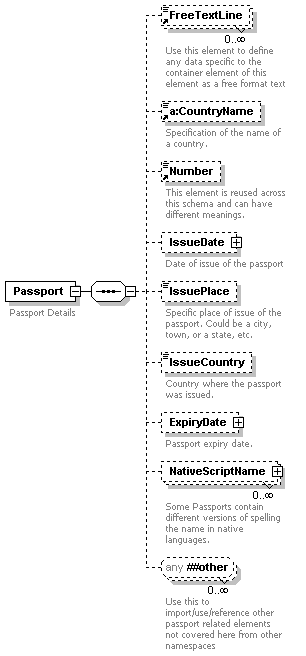 FreeTextLine
0..∞
Use this element to define
any data specific to the
container element of this
element as a free format text
a:CountryName
Specification of the name of
a country.
Number
This element is reused across
this schema and can have
different meanings.
IssueDate
Date of issue of the passport
Passport
Passport Details
IssuePlace
Specific place of issue of the
passport. Could be a city,
town, or a state, etc.
IssueCountry
Country where the passport
was issued.
ExpiryDate
Passport expiry date.
NativeScriptName
0..∞
Some Passports contain
different versions of spelling
the name in native
languages.
any ##other
0..∞
Use this to
import/use/reference other
passport related elements
not covered here from other
namespaces